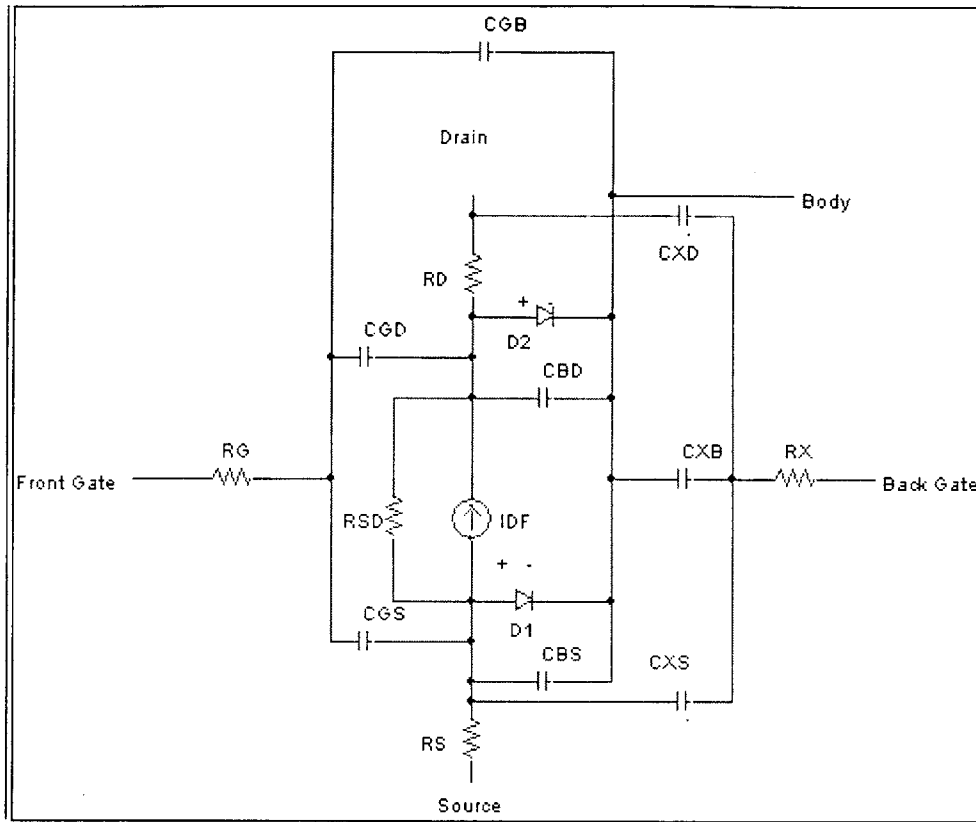 CGB
Drain
Body
CXD
RD
+ -
D2
CGD
CBD
RG
CXB
RX
Front Gate
Back Gate
RSD
IDF
+ -
CGS
D1
CBS
CXS
RS
Source